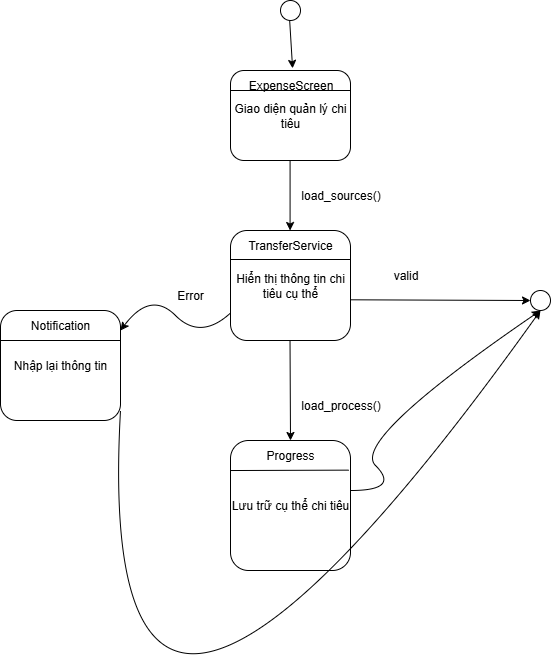 ExpenseScreen
Giao diện quản lý chi
tiêu
load_sources()
TransferService
Hiển thị thông tin chi
tiêu cụ thể
valid
Error
Notification
Nhập lại thông tin
load_process()
Progress
Lưu trữ cụ thể chi tiêu